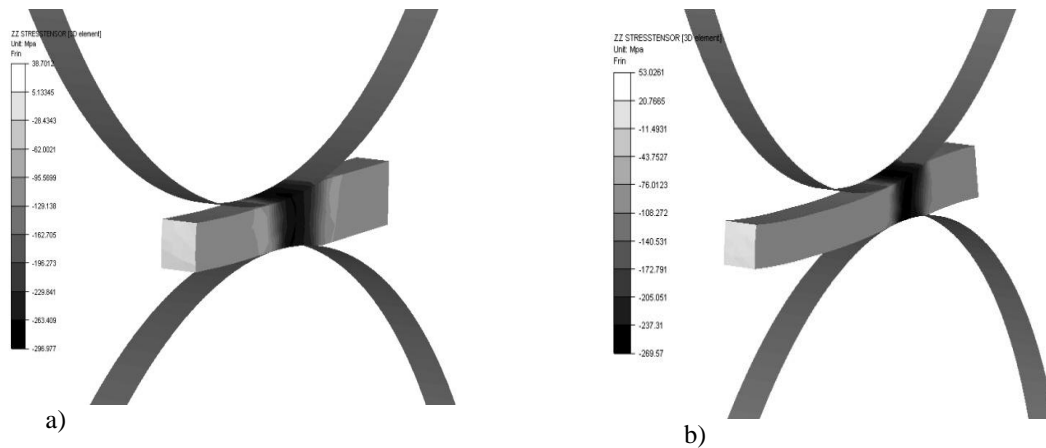 ZZ STRESSTENSOR [3D element]
Unit: Mpa
Frin
38.7013
5.13345
-28.4343
-62.0021
-95.5699
-129.138
-162.705
-196.273
-229.841
-263.409
-296.977
a)
ZZ STRESSTENSOR [3D element]
Unit: Mpa
Frin
53.0261
20.7665
-11.4931
-43.7527
-76.0123
-108.272
-140.531
-172.791
-205.051
-237.31
-269.57
b)